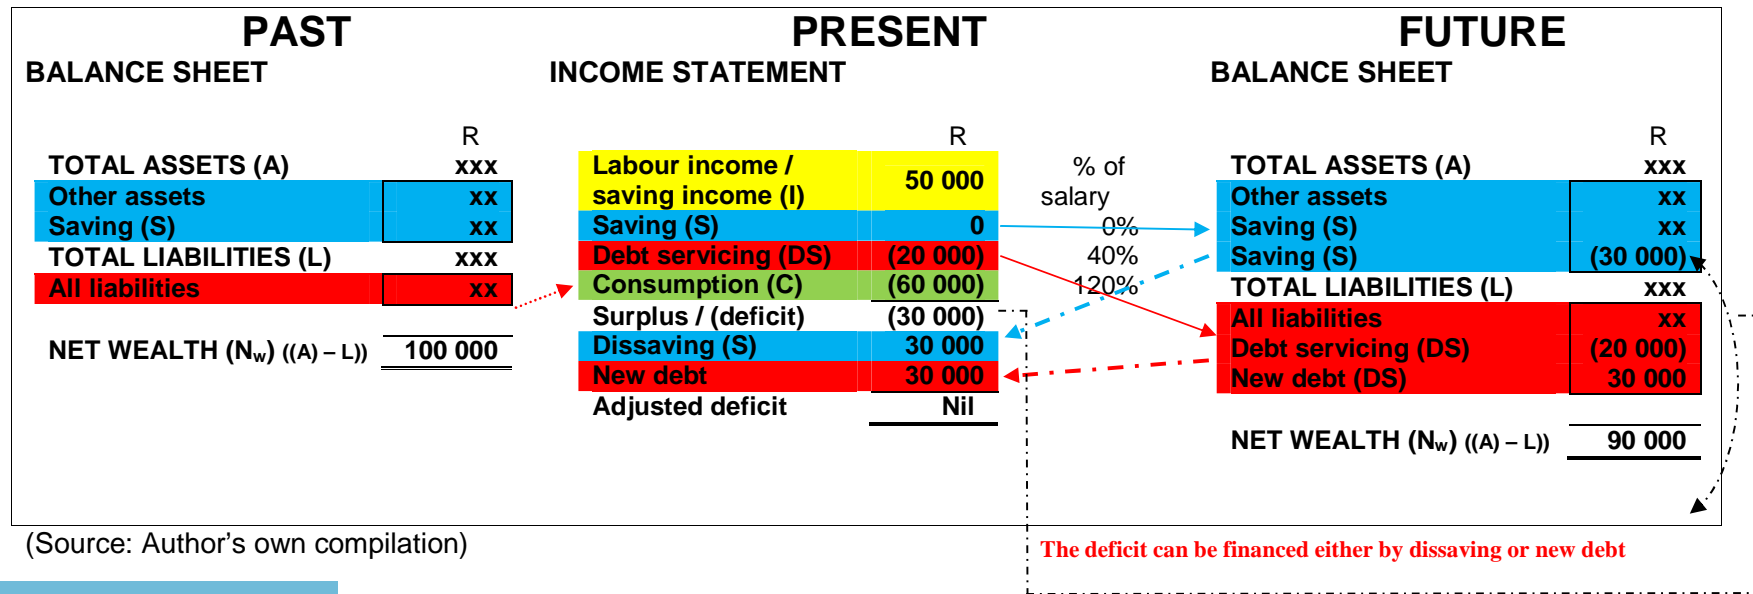 PAST PRESENT FUTURE
BALANCE SHEET INCOME STATEMENT BALANCE SHEET
R R R
TOTAL ASSETS (A) xxx
Other assets xx
Saving (S) xx
TOTAL LIABILITIES (L) xxx
All liabilities xx
NET WEALTH (Nw) ((A) – L)) 100 000
Labour income / saving income (I) 50 000 % of salary
Saving (S) 0 0%
Debt servicing (DS) (20 000) 40%
Consumption (C) (60 000) 120%
Surplus / (deficit) (30 000)
Dissaving (S) 30 000
New debt 30 000
Adjusted deficit Nil
TOTAL ASSETS (A) xxx
Other assets xx
Saving (S) xx
Saving (S) (30 000)
TOTAL LIABILITIES (L) xxx
All liabilities xx
Debt servicing (DS) (20 000)
New debt (DS) 30 000
NET WEALTH (Nw) ((A) – L)) 90 000
(Source: Author's own compilation)
The deficit can be financed either by dissaving or new debt